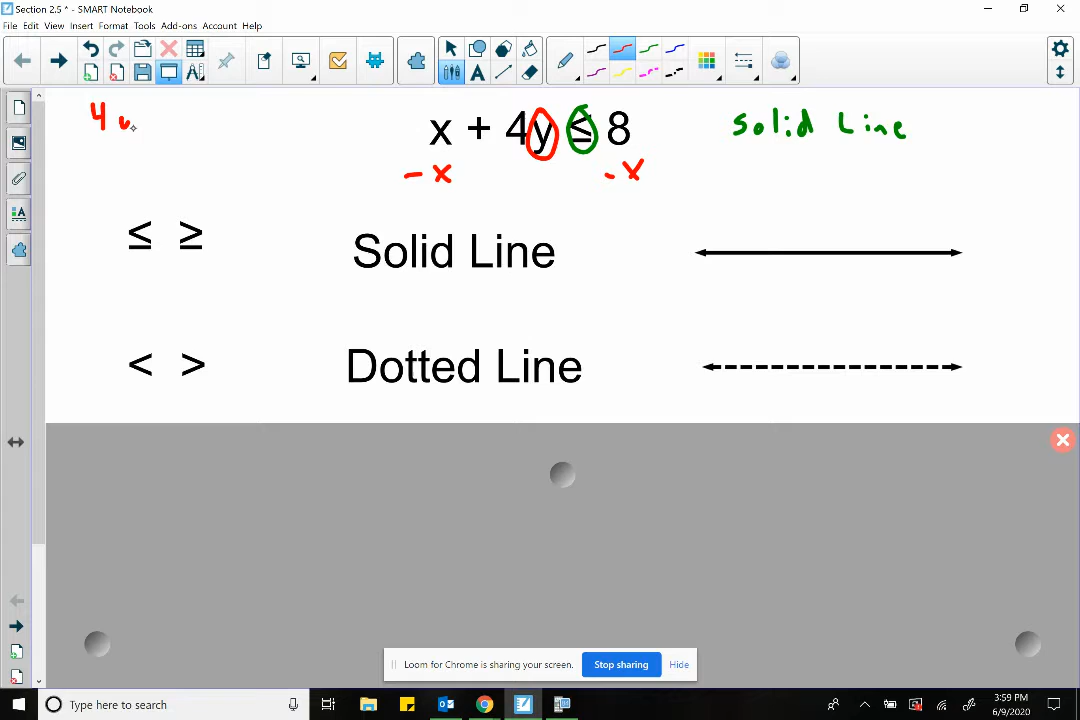 Section 2.5 * - SMART Notebook
File Edit View Insert Format Tools Add-ons Account Help
x + 4y ≤ 8
solid Line
- x - x
≤ ≥ Solid Line
< > Dotted Line
Loom for Chrome is sharing your screen. Stop sharing Hide
Type here to search
3:59 PM
6/9/2020